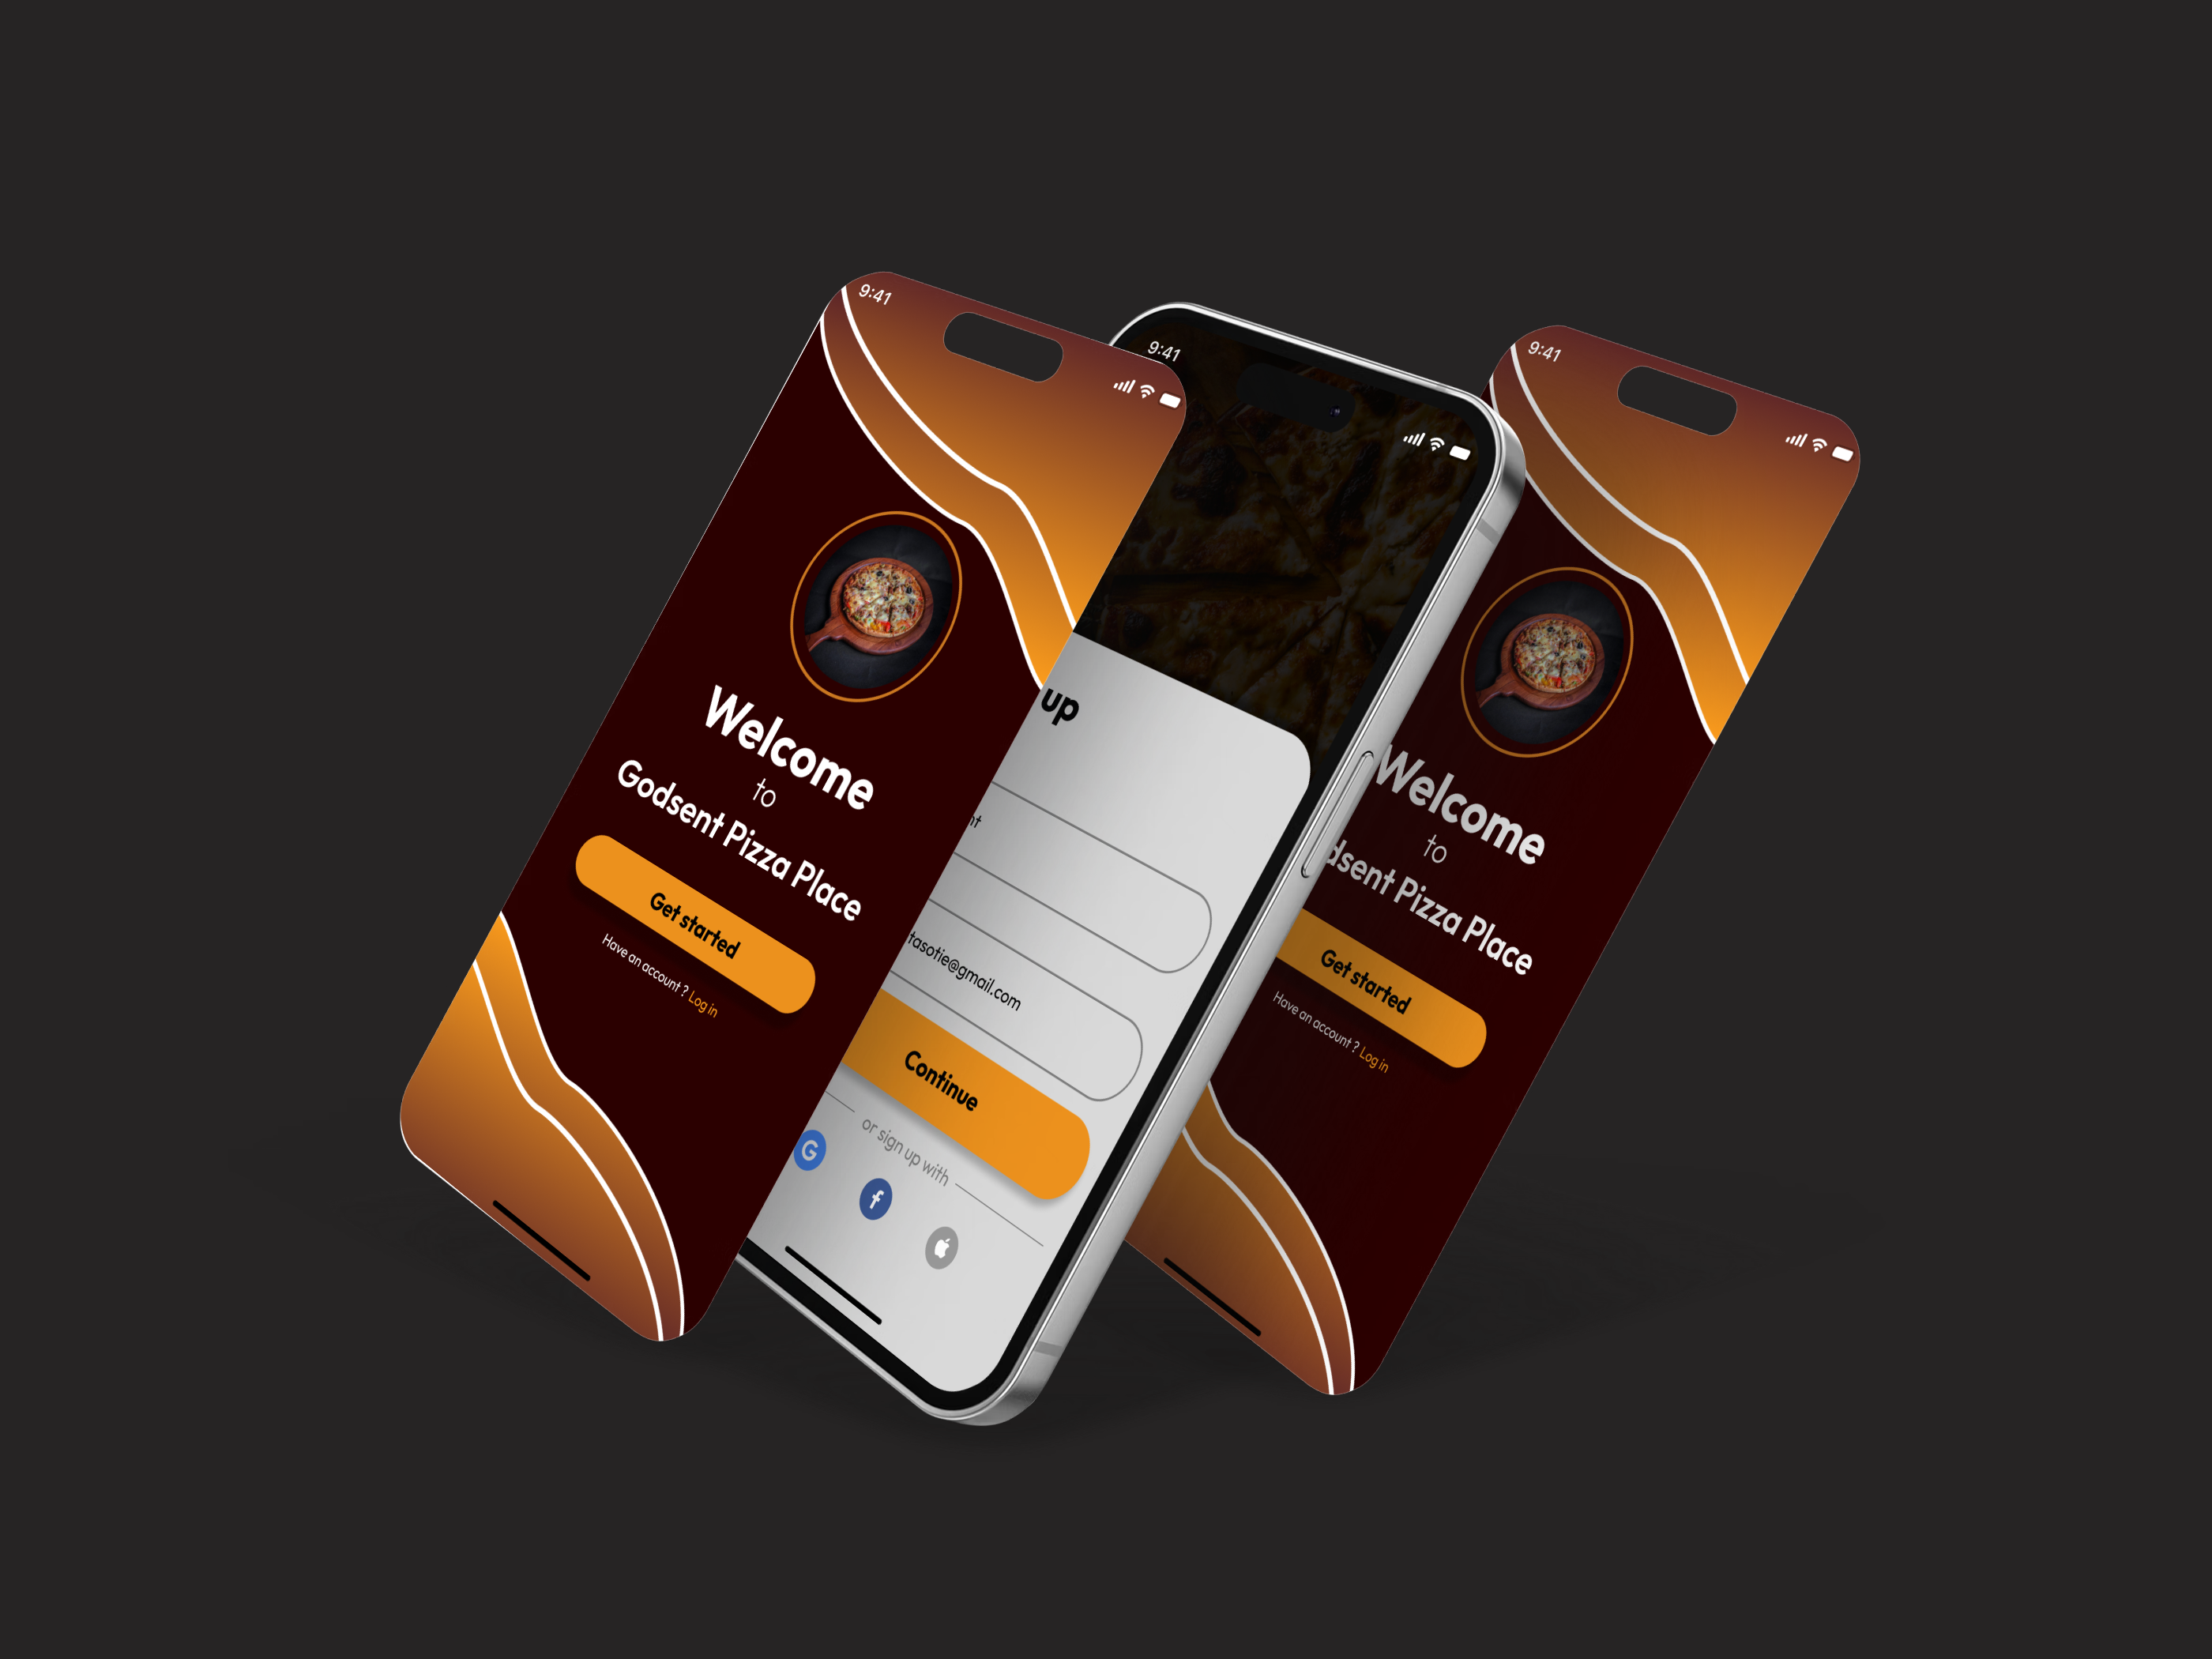 9:41
Welcome
to
Godsent Pizza Place
Get started
Have an account ? Log in
9:41
up
nt
tasotie@gmail.com
Continue
or sign up with
G
f
9:41
Welcome
to
dsent Pizza Place
Get started
Have an account ? Log in